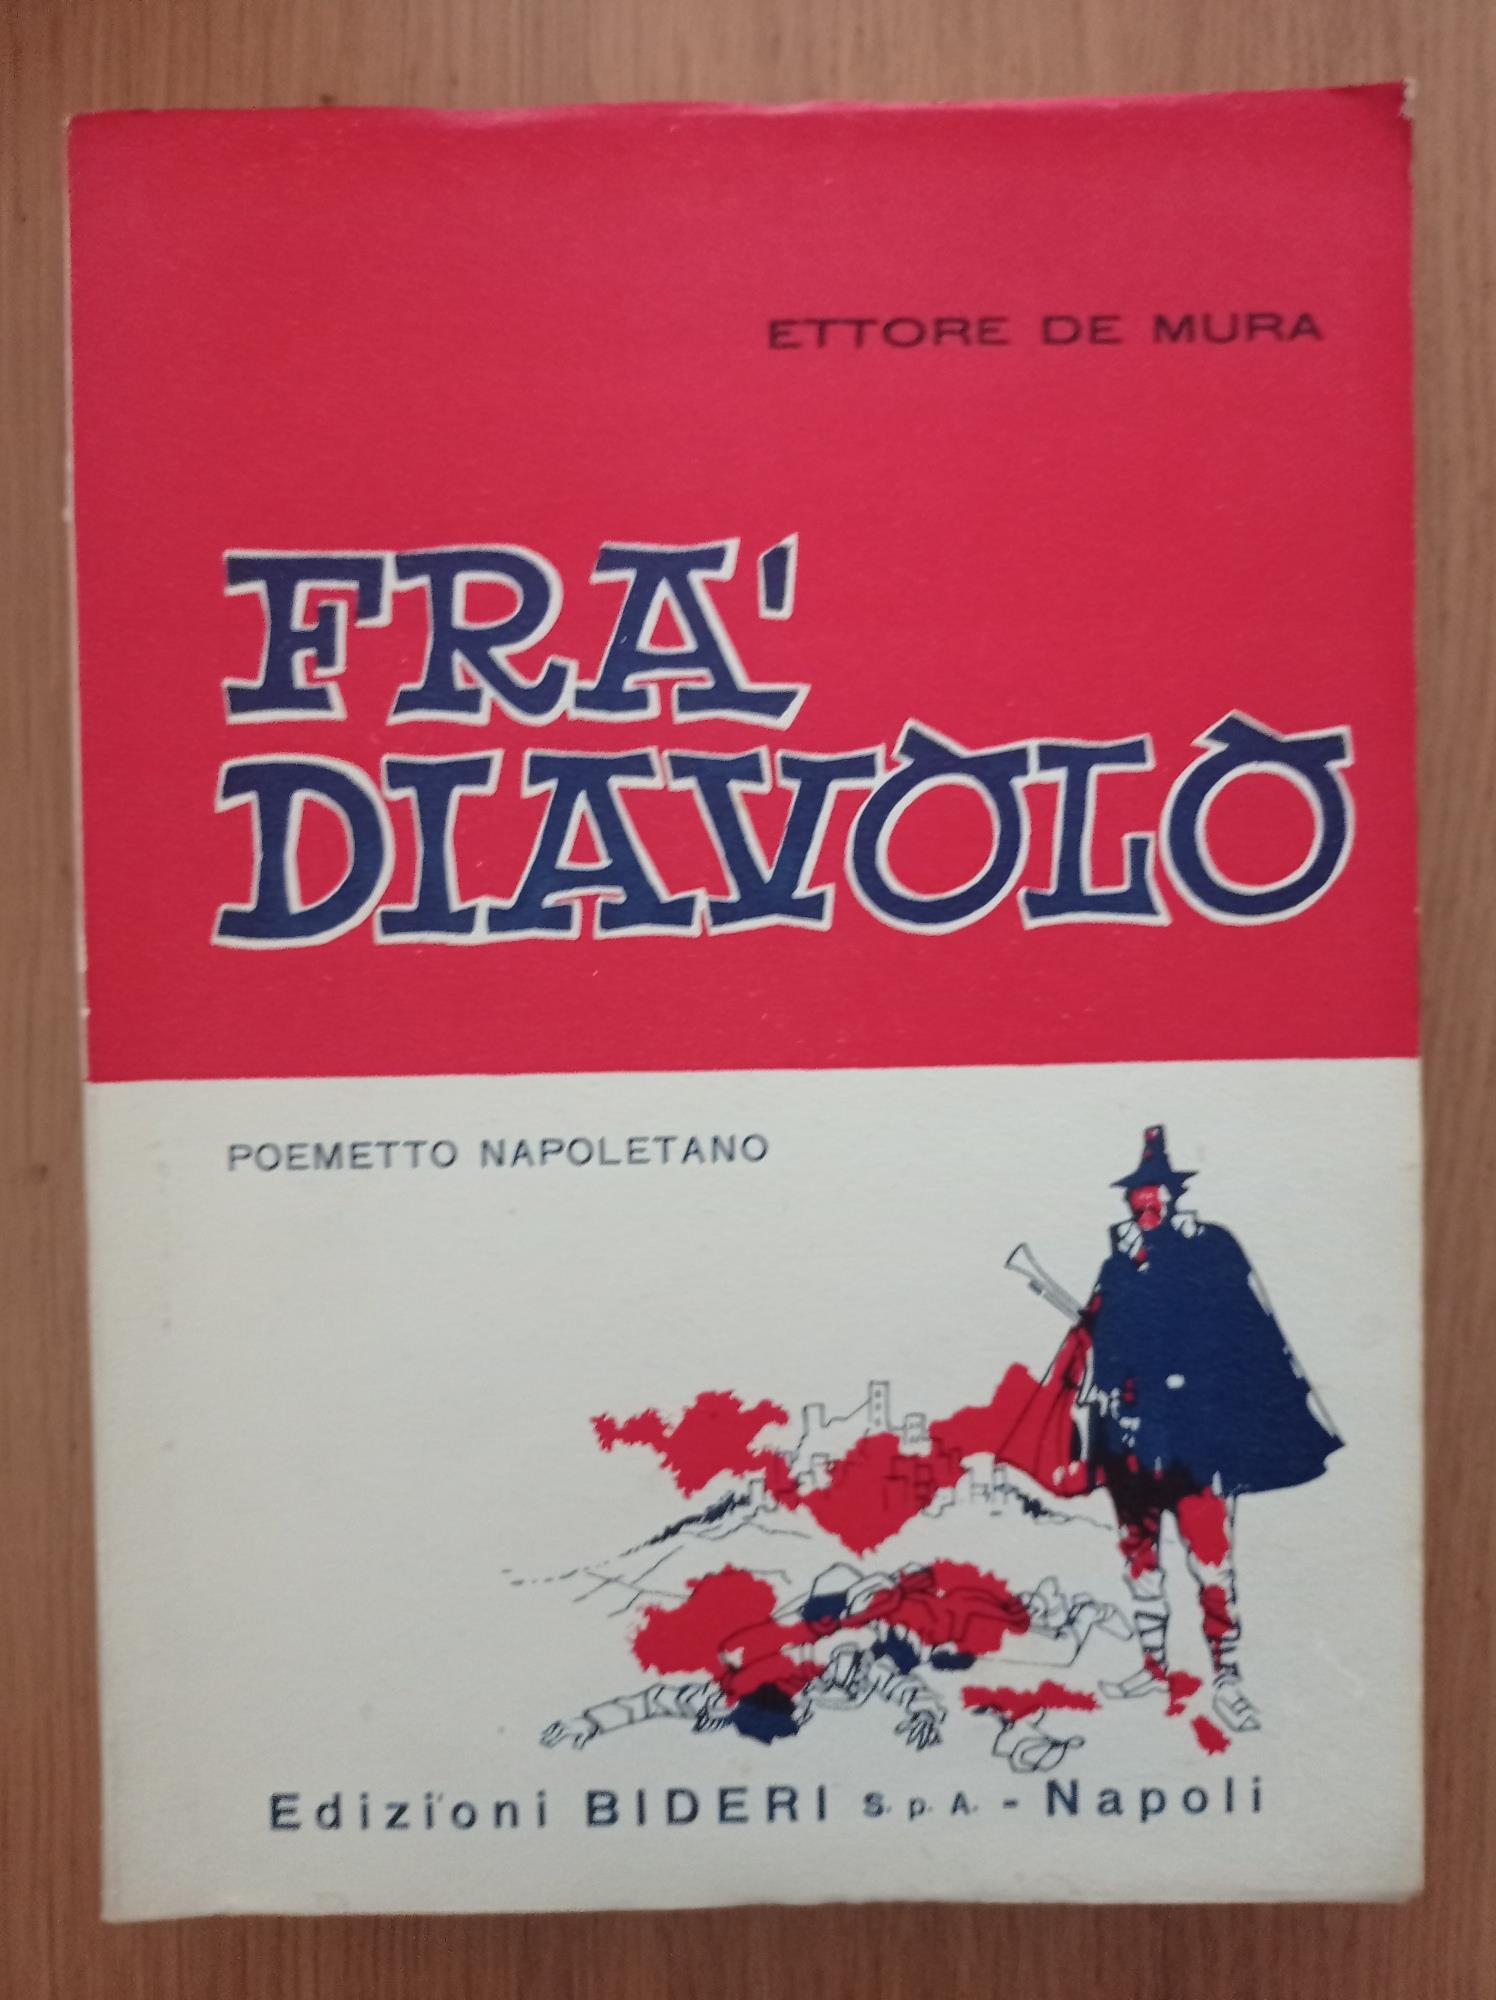 ETTORE DE MURA
FRA'
DIAVOLO
POEMETTO NAPOLETANO
Edizioni BIDERI S.p.A. - Napoli